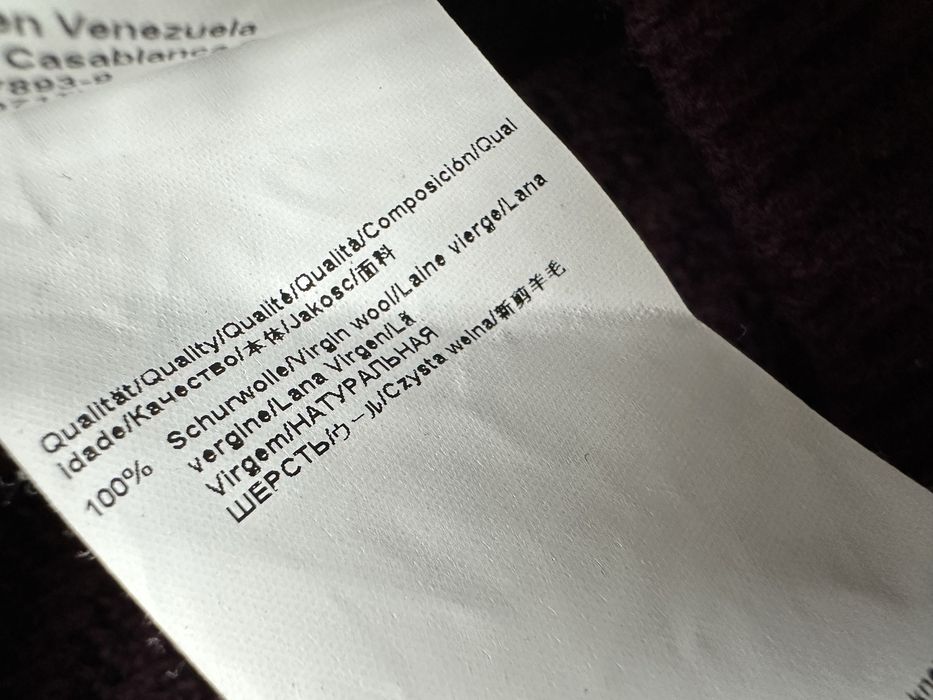 en Venezuela
Casablanca
7893-8
Qualität/Quality/Qualité/Qualità/Composición/Qual
idade/Качество/本体/Jakosc/面料
100% Schurwolle/Virgin wool/Laine vierge/Lana
vergine/Lana Virgen/Lã
Virgem/НАТУРАЛЬНАЯ
ШЕРСТЬ/ウール/Czysta welna/新剪羊毛